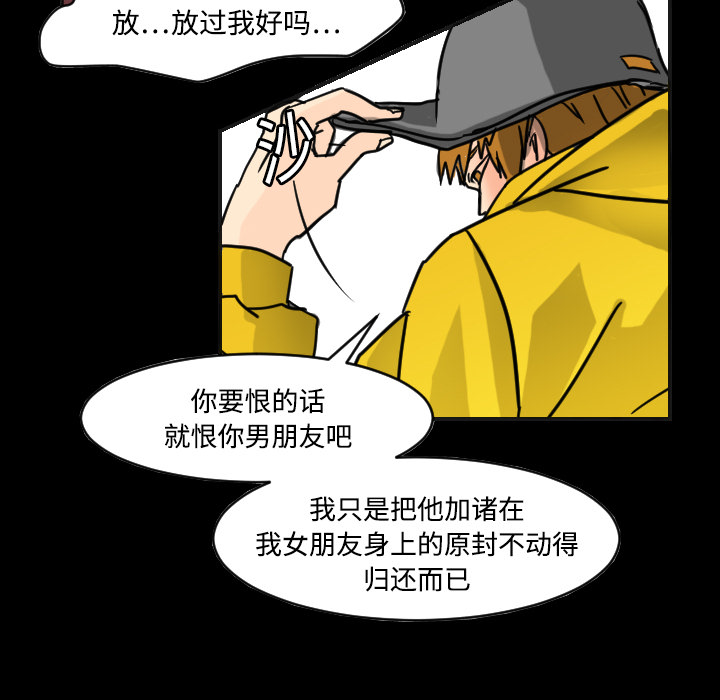 放...放过我好吗...
你要恨的话
就恨你男朋友吧
我只是把他加诸在
我女朋友身上的原封不动得
归还而已